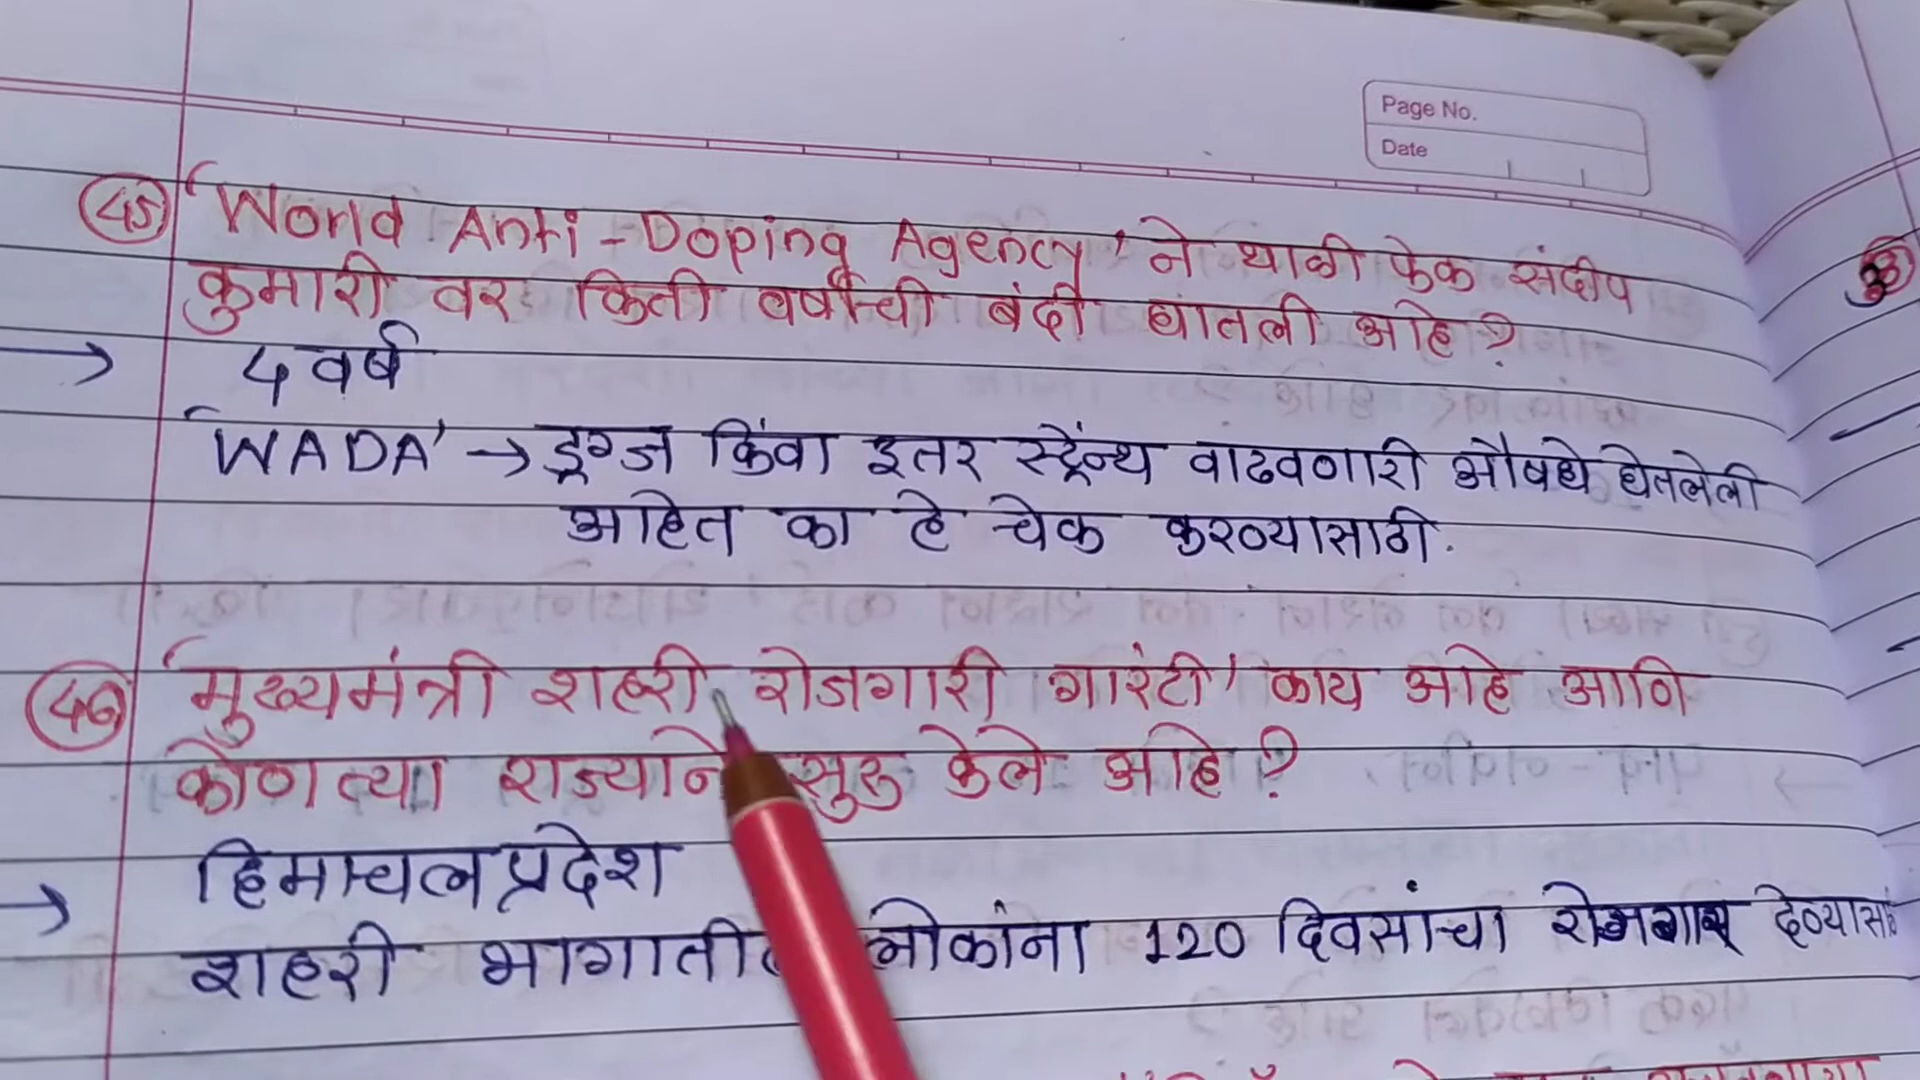 Page No.
Date
45 'World Anti-Doping Agency' ने थाळी फेक संदीप
कुमारी वर किती वर्षांची बंदी घातली आहे?
→ 4 वर्ष
'WADA' → ड्रग्ज किंवा इतर स्ट्रेंन्थ वाढवणारी औषधे घेतलेली
आहेत का हे चेक करण्यासाठी.
46 'मुख्यमंत्री शहरी रोजगारी गारंटी' काय आहे आणि
कोणत्या राज्याने सुरु केले आहे?
→ हिमाचल प्रदेश
शहरी भागातील लोकांना 120 दिवसांचा रोजगार